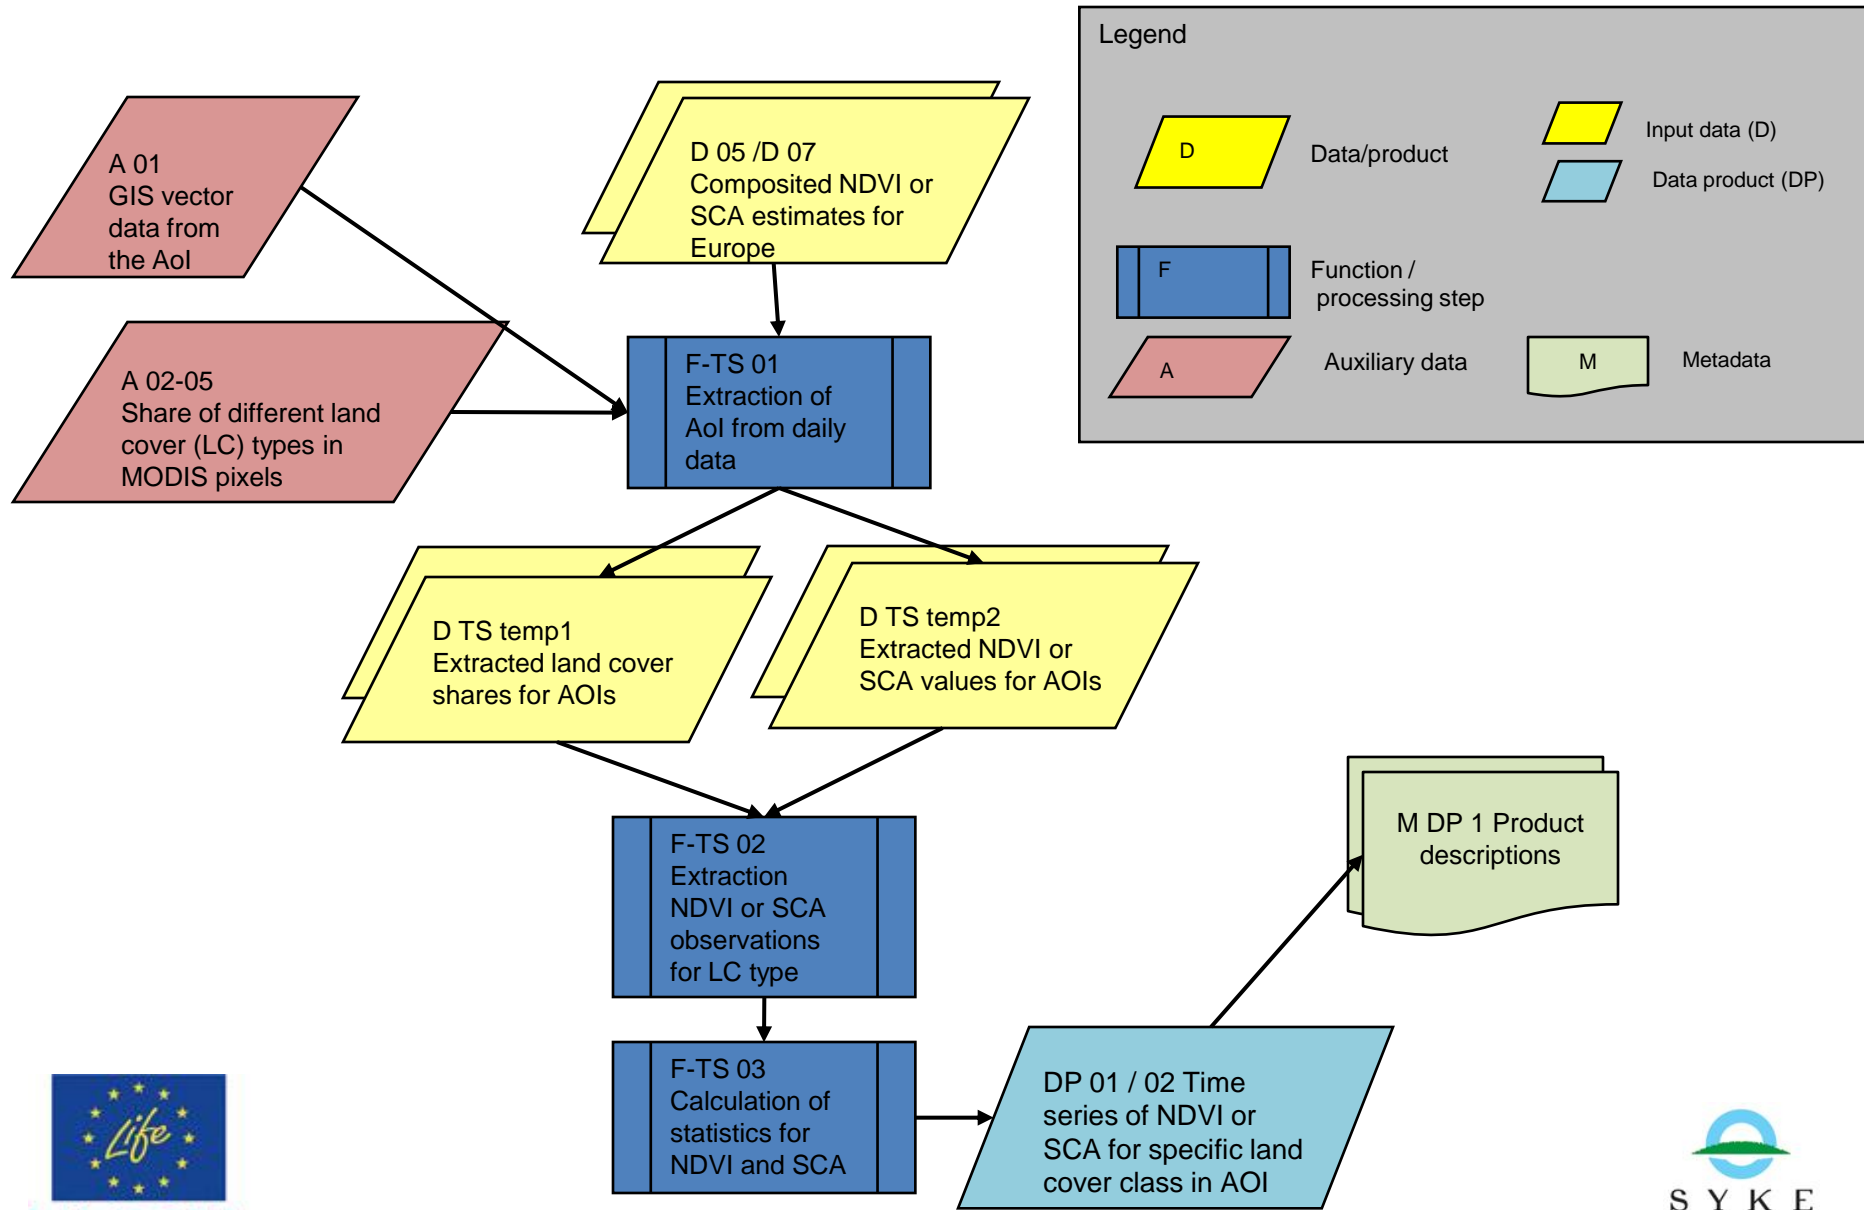 Legend
D
Data/product
Input data (D)
Data product (DP)
F
Function /
processing step
A
Auxiliary data
M
Metadata
A 01
GIS vector
data from
the AoI
D 05 /D 07
Composited NDVI or
SCA estimates for
Europe
A 02-05
Share of different land
cover (LC) types in
MODIS pixels
F-TS 01
Extraction of
AoI from daily
data
D TS temp1
Extracted land cover
shares for AOIs
D TS temp2
Extracted NDVI or
SCA values for AOIs
F-TS 02
Extraction
NDVI or SCA
observations
for LC type
M DP 1 Product
descriptions
F-TS 03
Calculation of
statistics for
NDVI and SCA
DP 01 / 02 Time
series of NDVI or
SCA for specific land
cover class in AOI
Life
SYKE